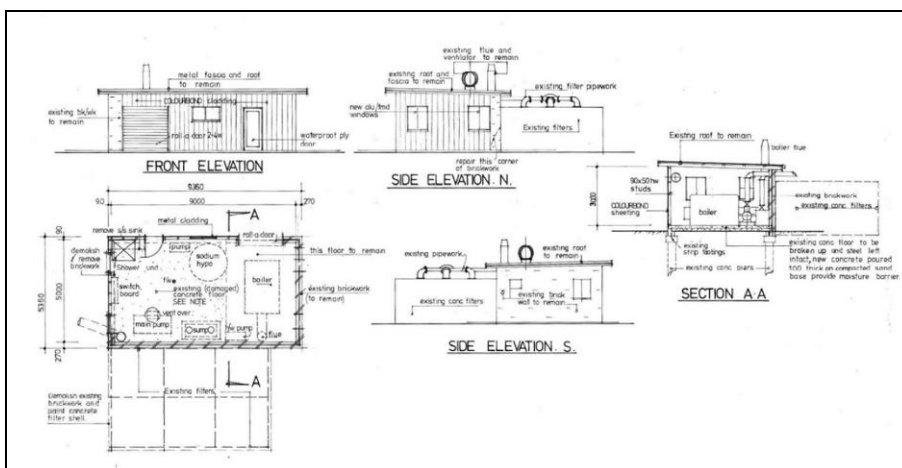 metal fascia and roof
to remain
COLOURBOND cladding
existing bk/wk
to remain
roll-a door 2·4w
waterproof ply
door
FRONT ELEVATION
existing flue and
ventilator to remain
existing roof and
fascia to remain
existing filter pipework
new alu/tmd
windows
Existing filters
repair this corner
of brickwork
SIDE ELEVATION. N.
Existing roof to remain
boiler flue
90x50hw
studs
COLOURBOND
sheeting
boiler
existing brickwork
existing conc filters
existing
strip footings
existing conc piers
existing conc floor to be
broken up and steel left
intact, new concrete poured
100 thick on compacted sand
base provide moisture barrier.
SECTION A-A
9360
90
9000
270
A
remove s/s sink
metal cladding
roll-a door
demolish
remove
brickwork
shower unit
pump
sodium
hypo
boiler
this floor to remain
switch
board
existing (damaged)
concrete floor
SEE NOTE
existing brickwork
(to remain)
vent over
main pump
sump
hw pump
flue
90
5000
5360
270
A
Existing filters
Demolish existing
brickwork and
paint concrete
filter shell
existing pipework
existing roof
to remain
existing conc filters
existing brick
wall to remain
SIDE ELEVATION. S.